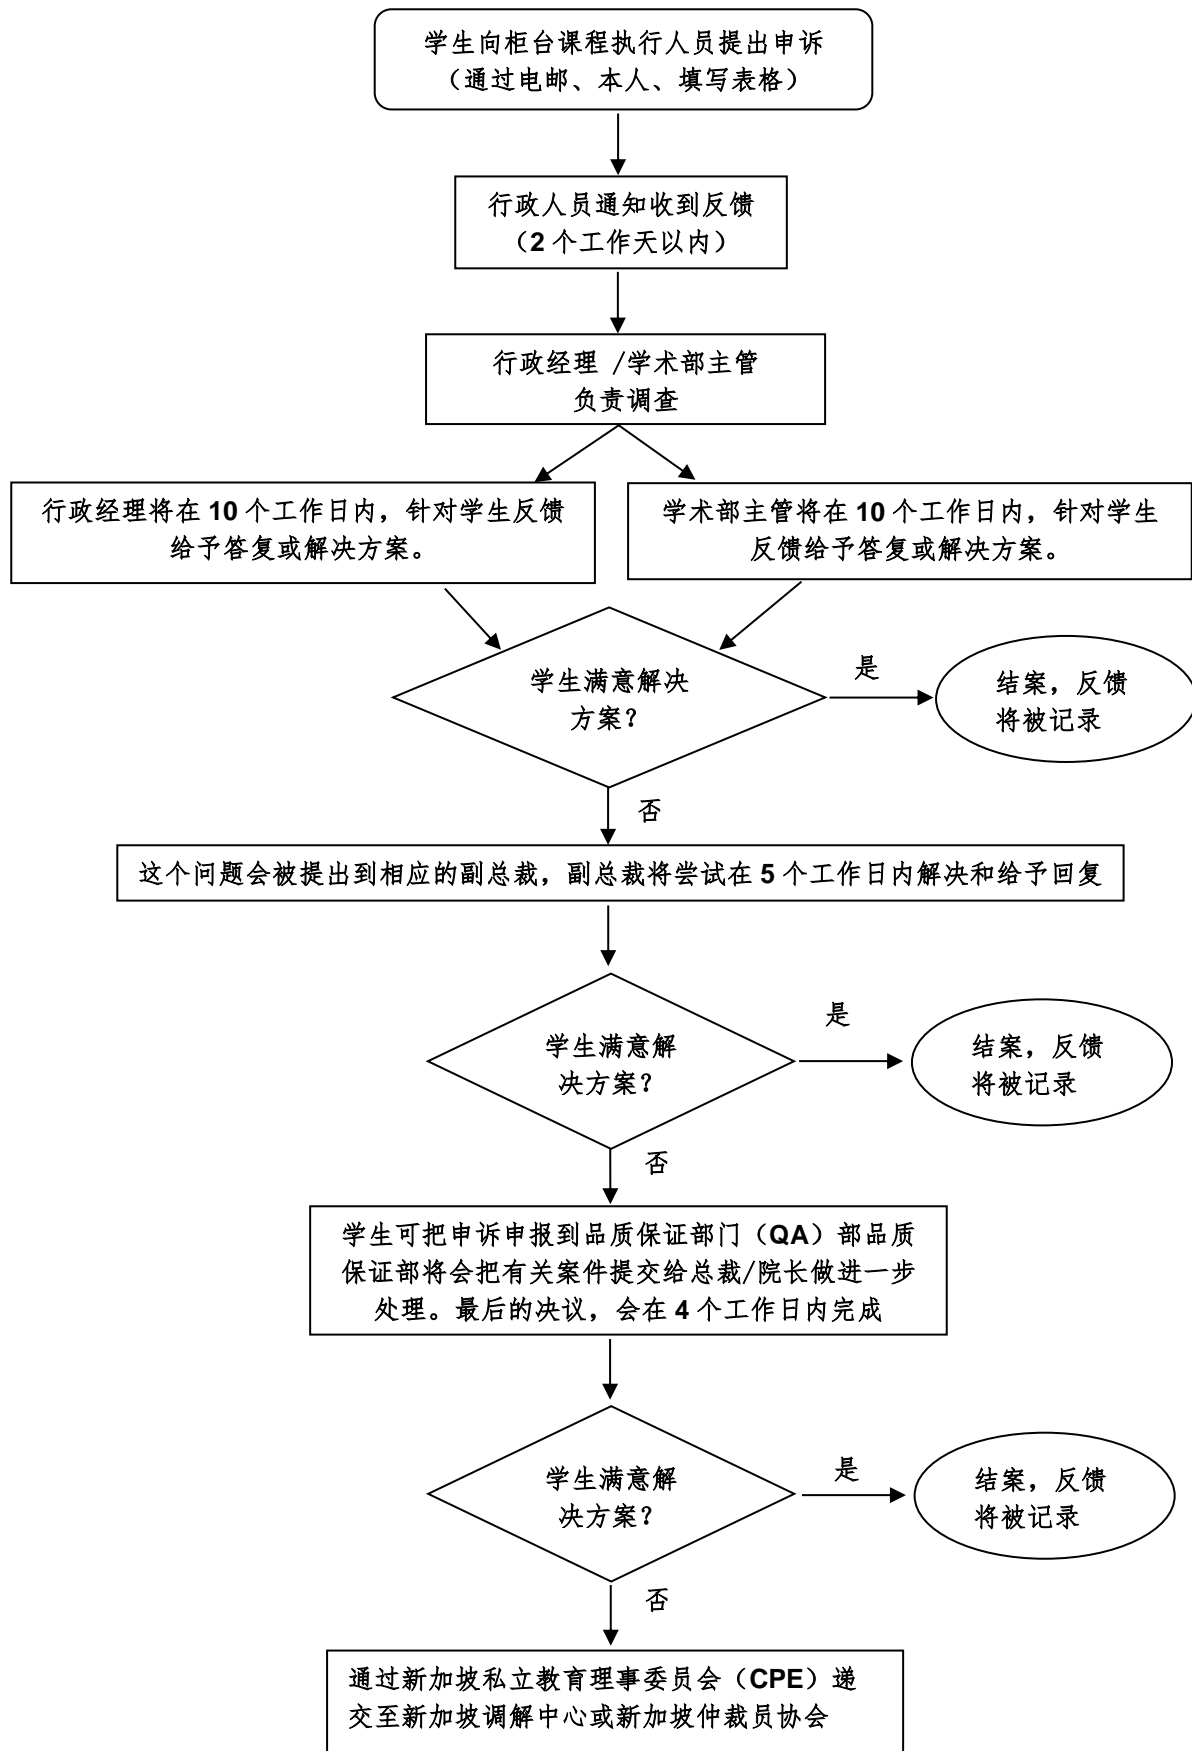 学生向柜台课程执行人员提出申诉
（通过电邮、本人、填写表格）
行政人员通知收到反馈
（2 个工作天以内）
行政经理 /学术部主管
负责调查
行政经理将在 10 个工作日内，针对学生反馈
给予答复或解决方案。
学术部主管将在 10 个工作日内，针对学生
反馈给予答复或解决方案。
学生满意解决
方案？
是
结案，反馈
将被记录
否
这个问题会被提出到相应的副总裁，副总裁将尝试在 5 个工作日内解决和给予回复
学生满意解
决方案？
是
结案，反馈
将被记录
否
学生可把申诉申报到品质保证部门（QA）部品质
保证部将会把有关案件提交给总裁/院长做进一步
处理。最后的决议，会在 4 个工作日内完成
学生满意解
决方案？
是
结案，反馈
将被记录
否
通过新加坡私立教育理事委员会（CPE）递
交至新加坡调解中心或新加坡仲裁员协会